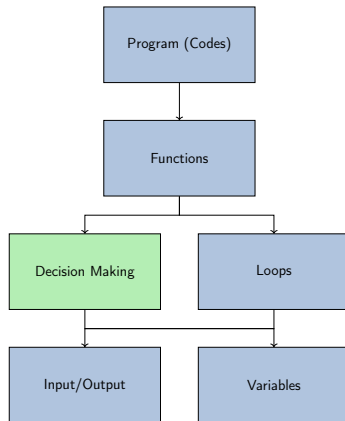 Program (Codes)
Functions
Decision Making
Loops
Input/Output
Variables